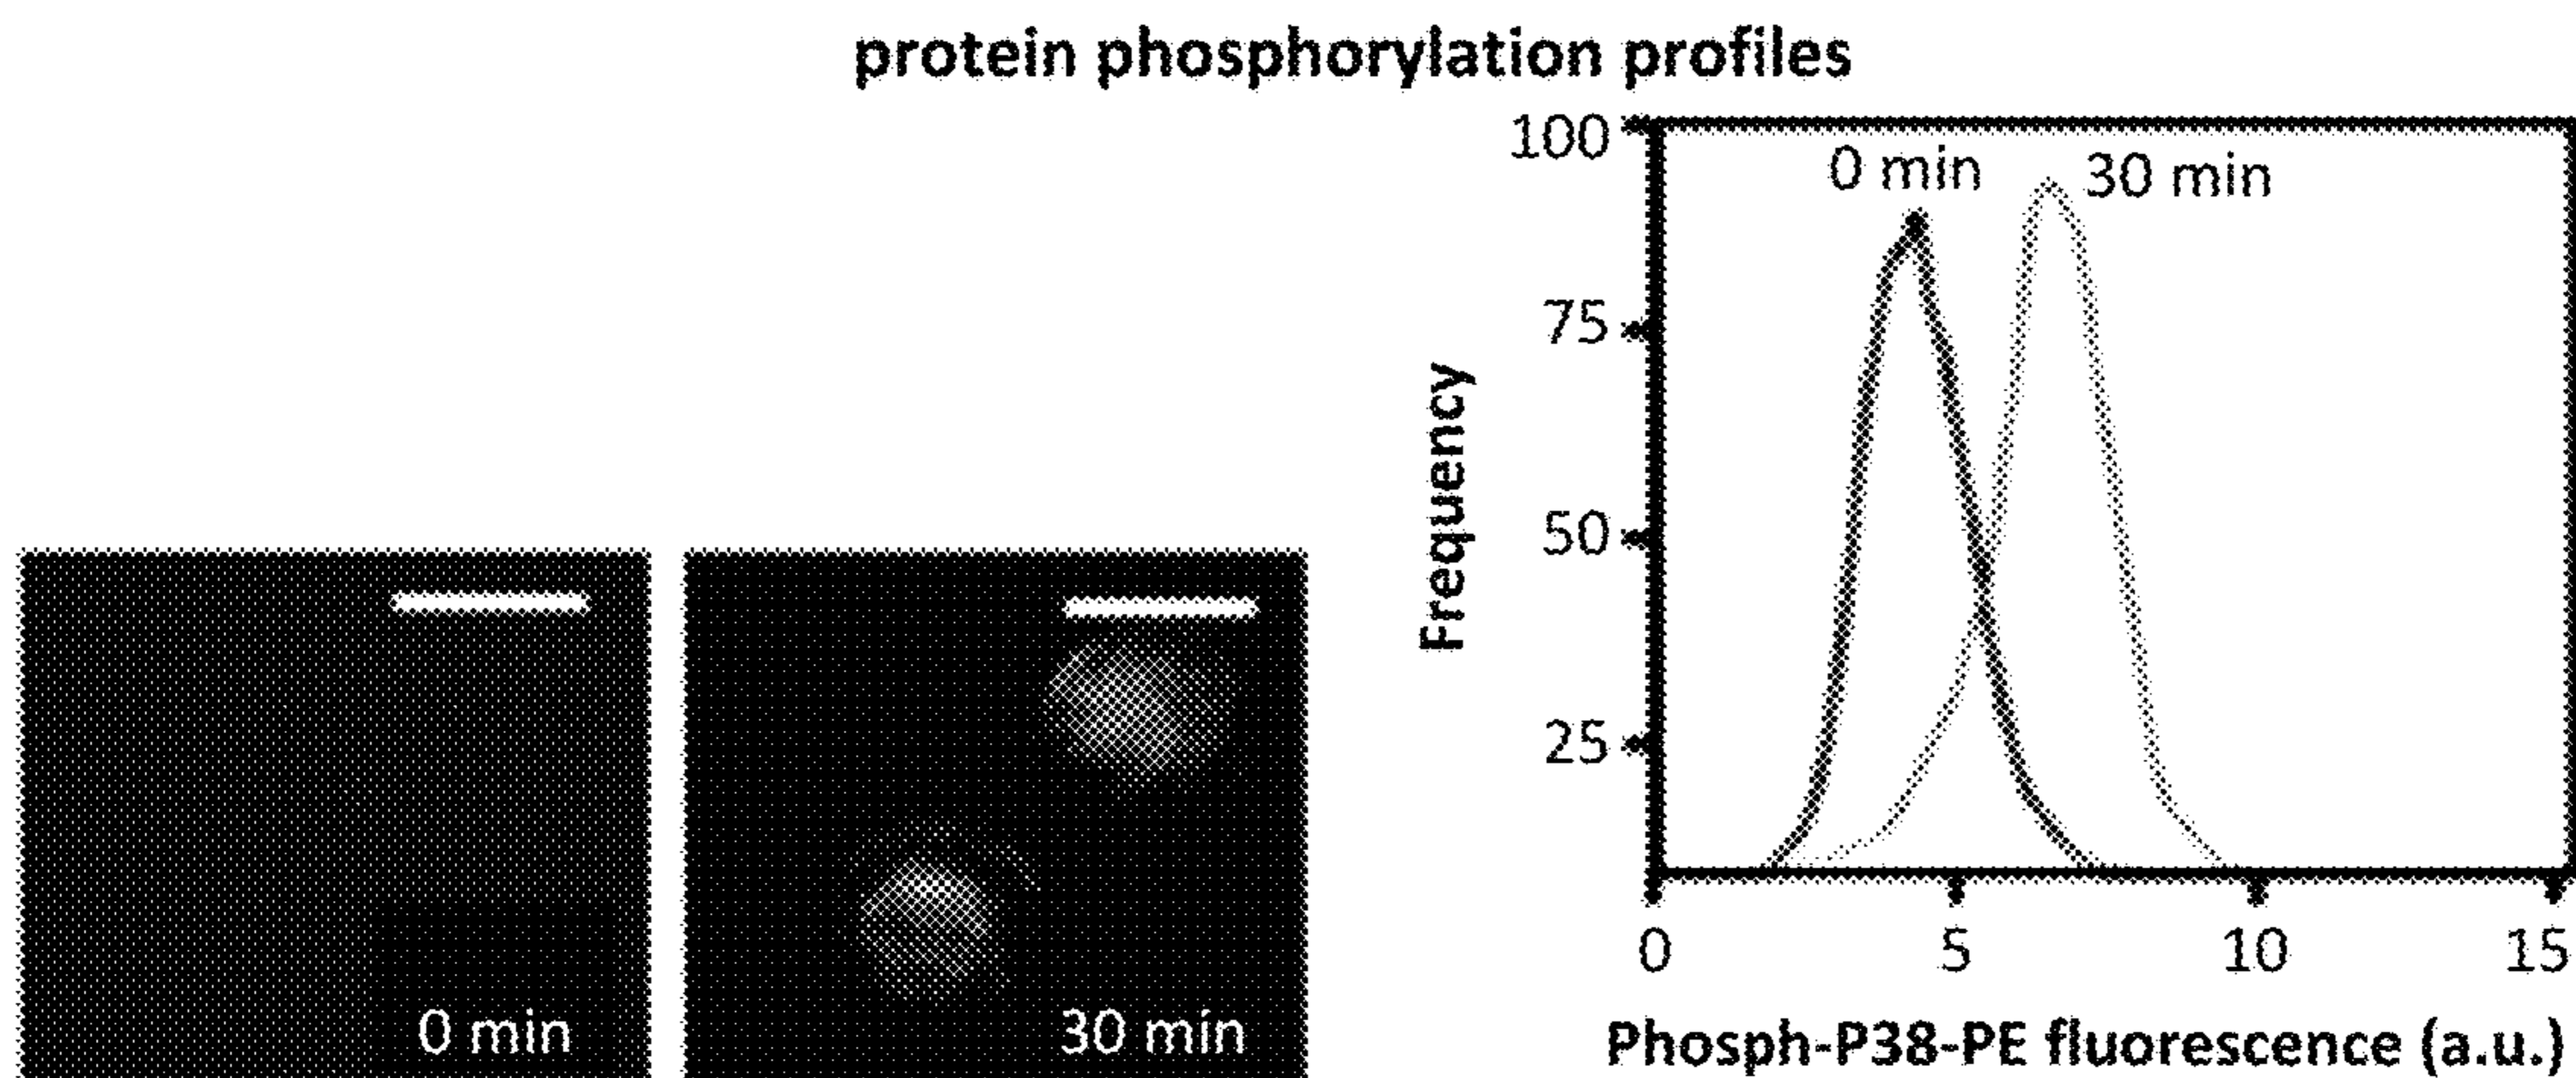 protein phosphorylation profiles
0 min
30 min
Frequency
100
75
50
25
0 min
30 min
0
5
10
15
Phosph-P38-PE fluorescence (a.u.)